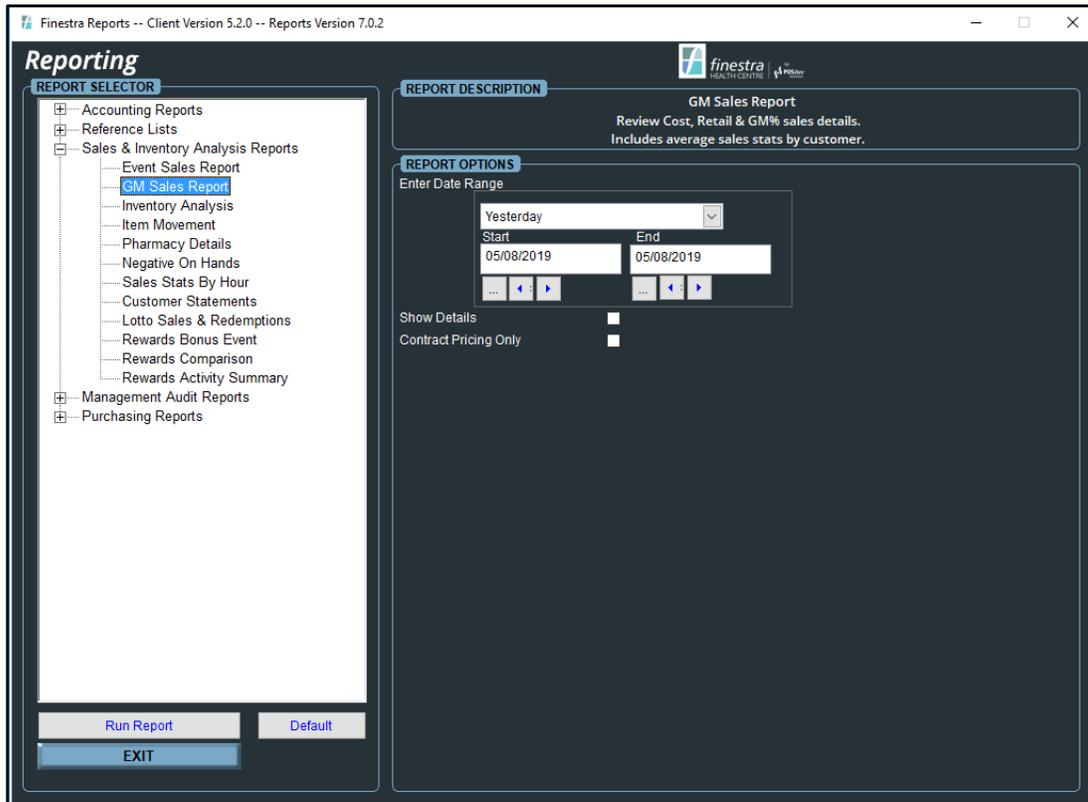 Finestra Reports -- Client Version 5.2.0 -- Reports Version 7.0.2
Reporting
finestra
HEALTH CENTRE
by POSitec
REPORT SELECTOR
Accounting Reports
Reference Lists
Sales & Inventory Analysis Reports
Event Sales Report
GM Sales Report
Inventory Analysis
Item Movement
Pharmacy Details
Negative On Hands
Sales Stats By Hour
Customer Statements
Lotto Sales & Redemptions
Rewards Bonus Event
Rewards Comparison
Rewards Activity Summary
Management Audit Reports
Purchasing Reports
Run Report
Default
EXIT
REPORT DESCRIPTION
GM Sales Report
Review Cost, Retail & GM% sales details.
Includes average sales stats by customer.
REPORT OPTIONS
Enter Date Range
Yesterday
Start End
05/08/2019 05/08/2019
... : ... :
Show Details
Contract Pricing Only